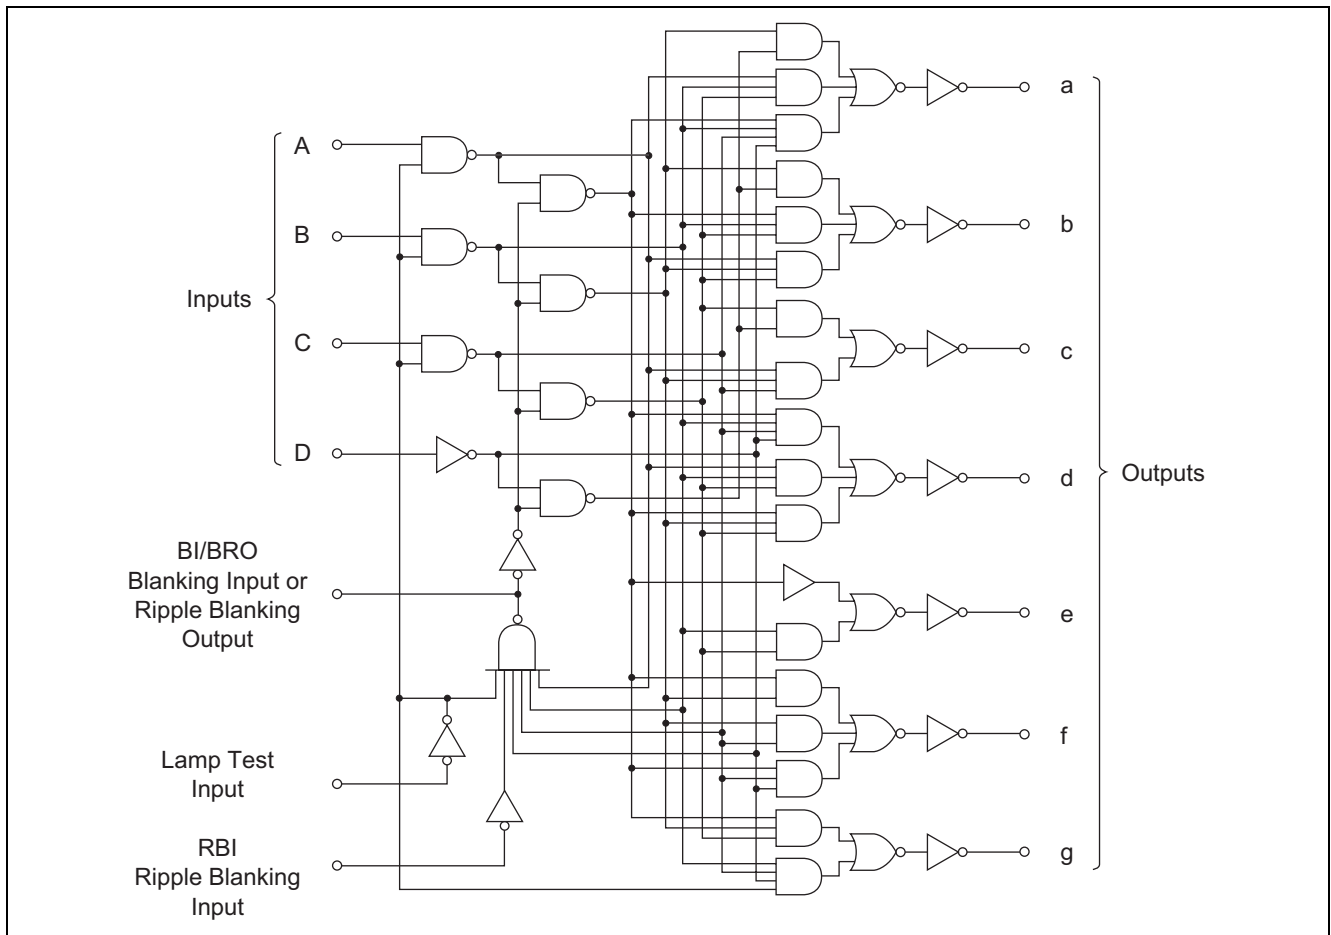 Inputs
A
B
C
D
BI/BRO
Blanking Input or
Ripple Blanking
Output
Lamp Test
Input
RBI
Ripple Blanking
Input
a
b
c
d
e
f
g
Outputs